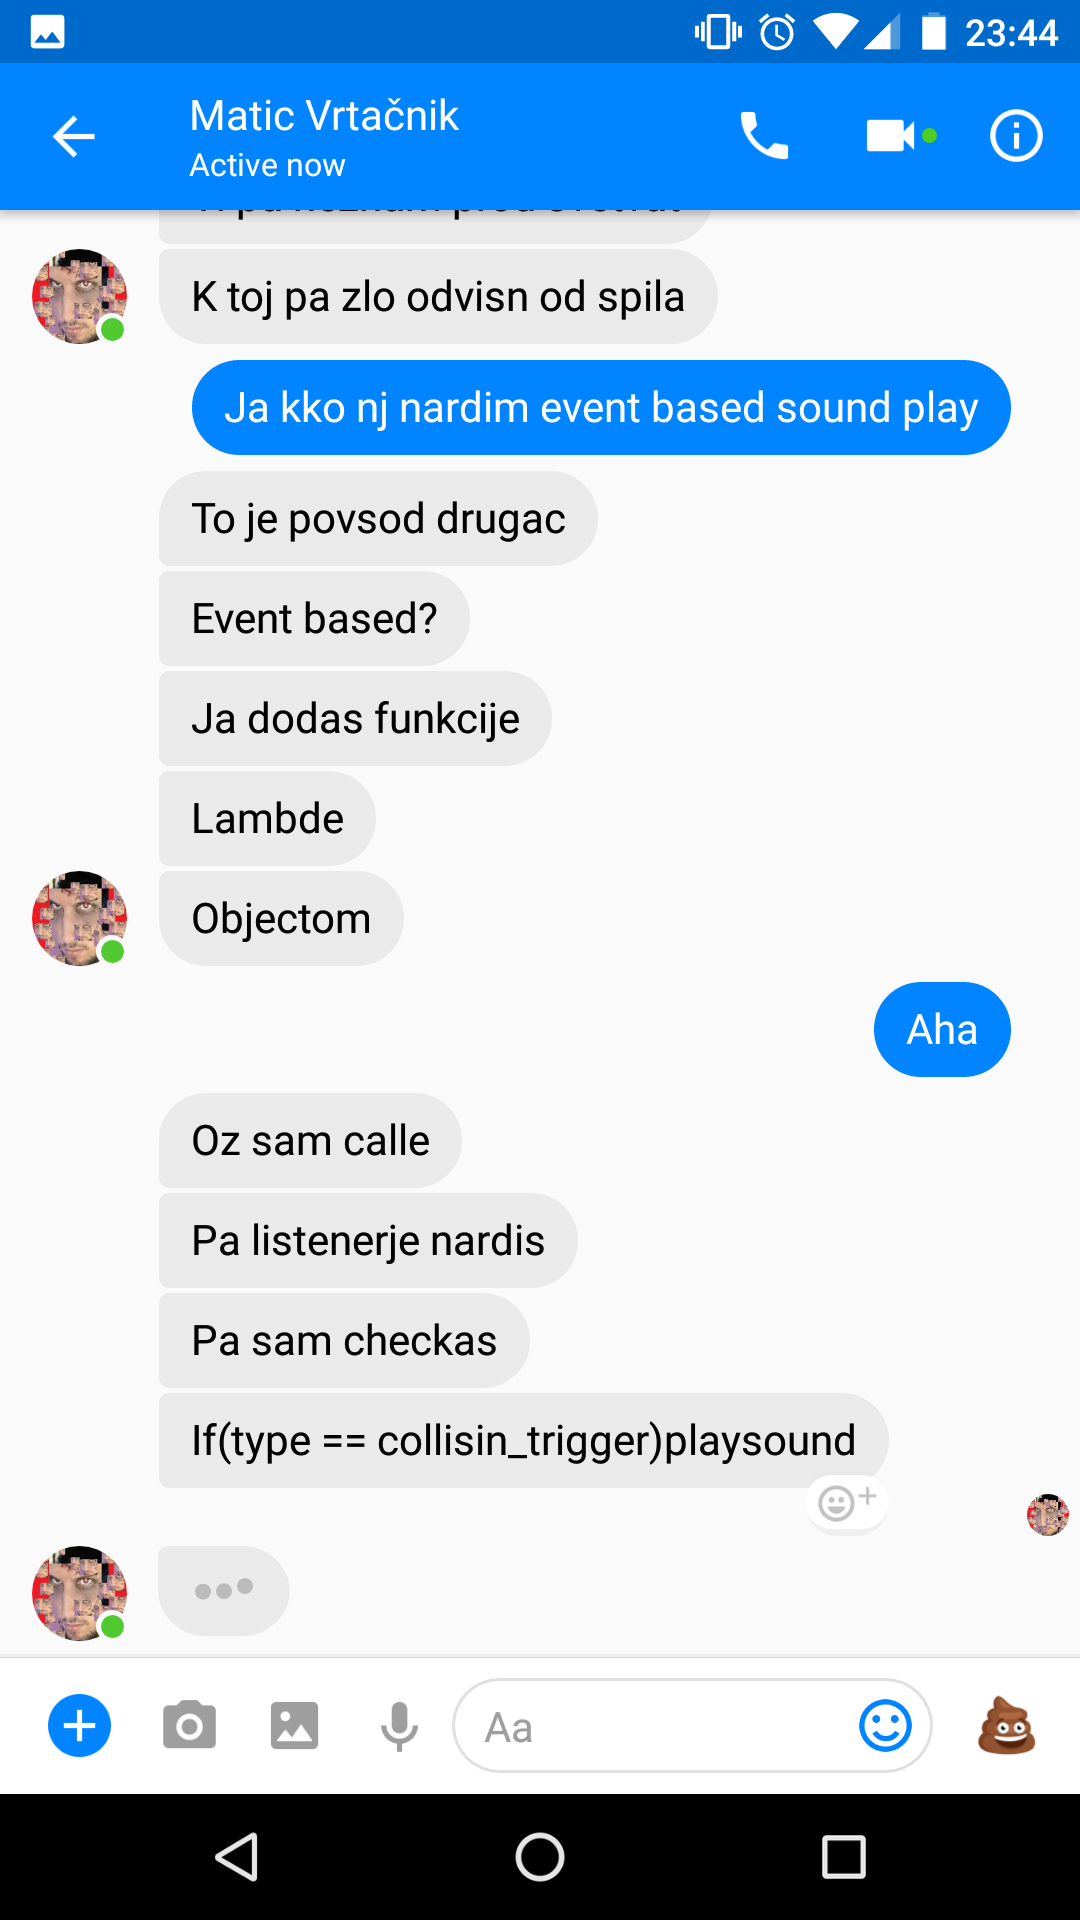 23:44
Matic Vrtačnik
Active now
K toj pa zlo odvisn od spila
Ja kko nj nardim event based sound play
To je povsod drugac
Event based?
Ja dodas funkcije
Lambde
Objectom
Aha
Oz sam calle
Pa listenerje nardis
Pa sam checkas
If(type == collisin_trigger)playsound
Aa